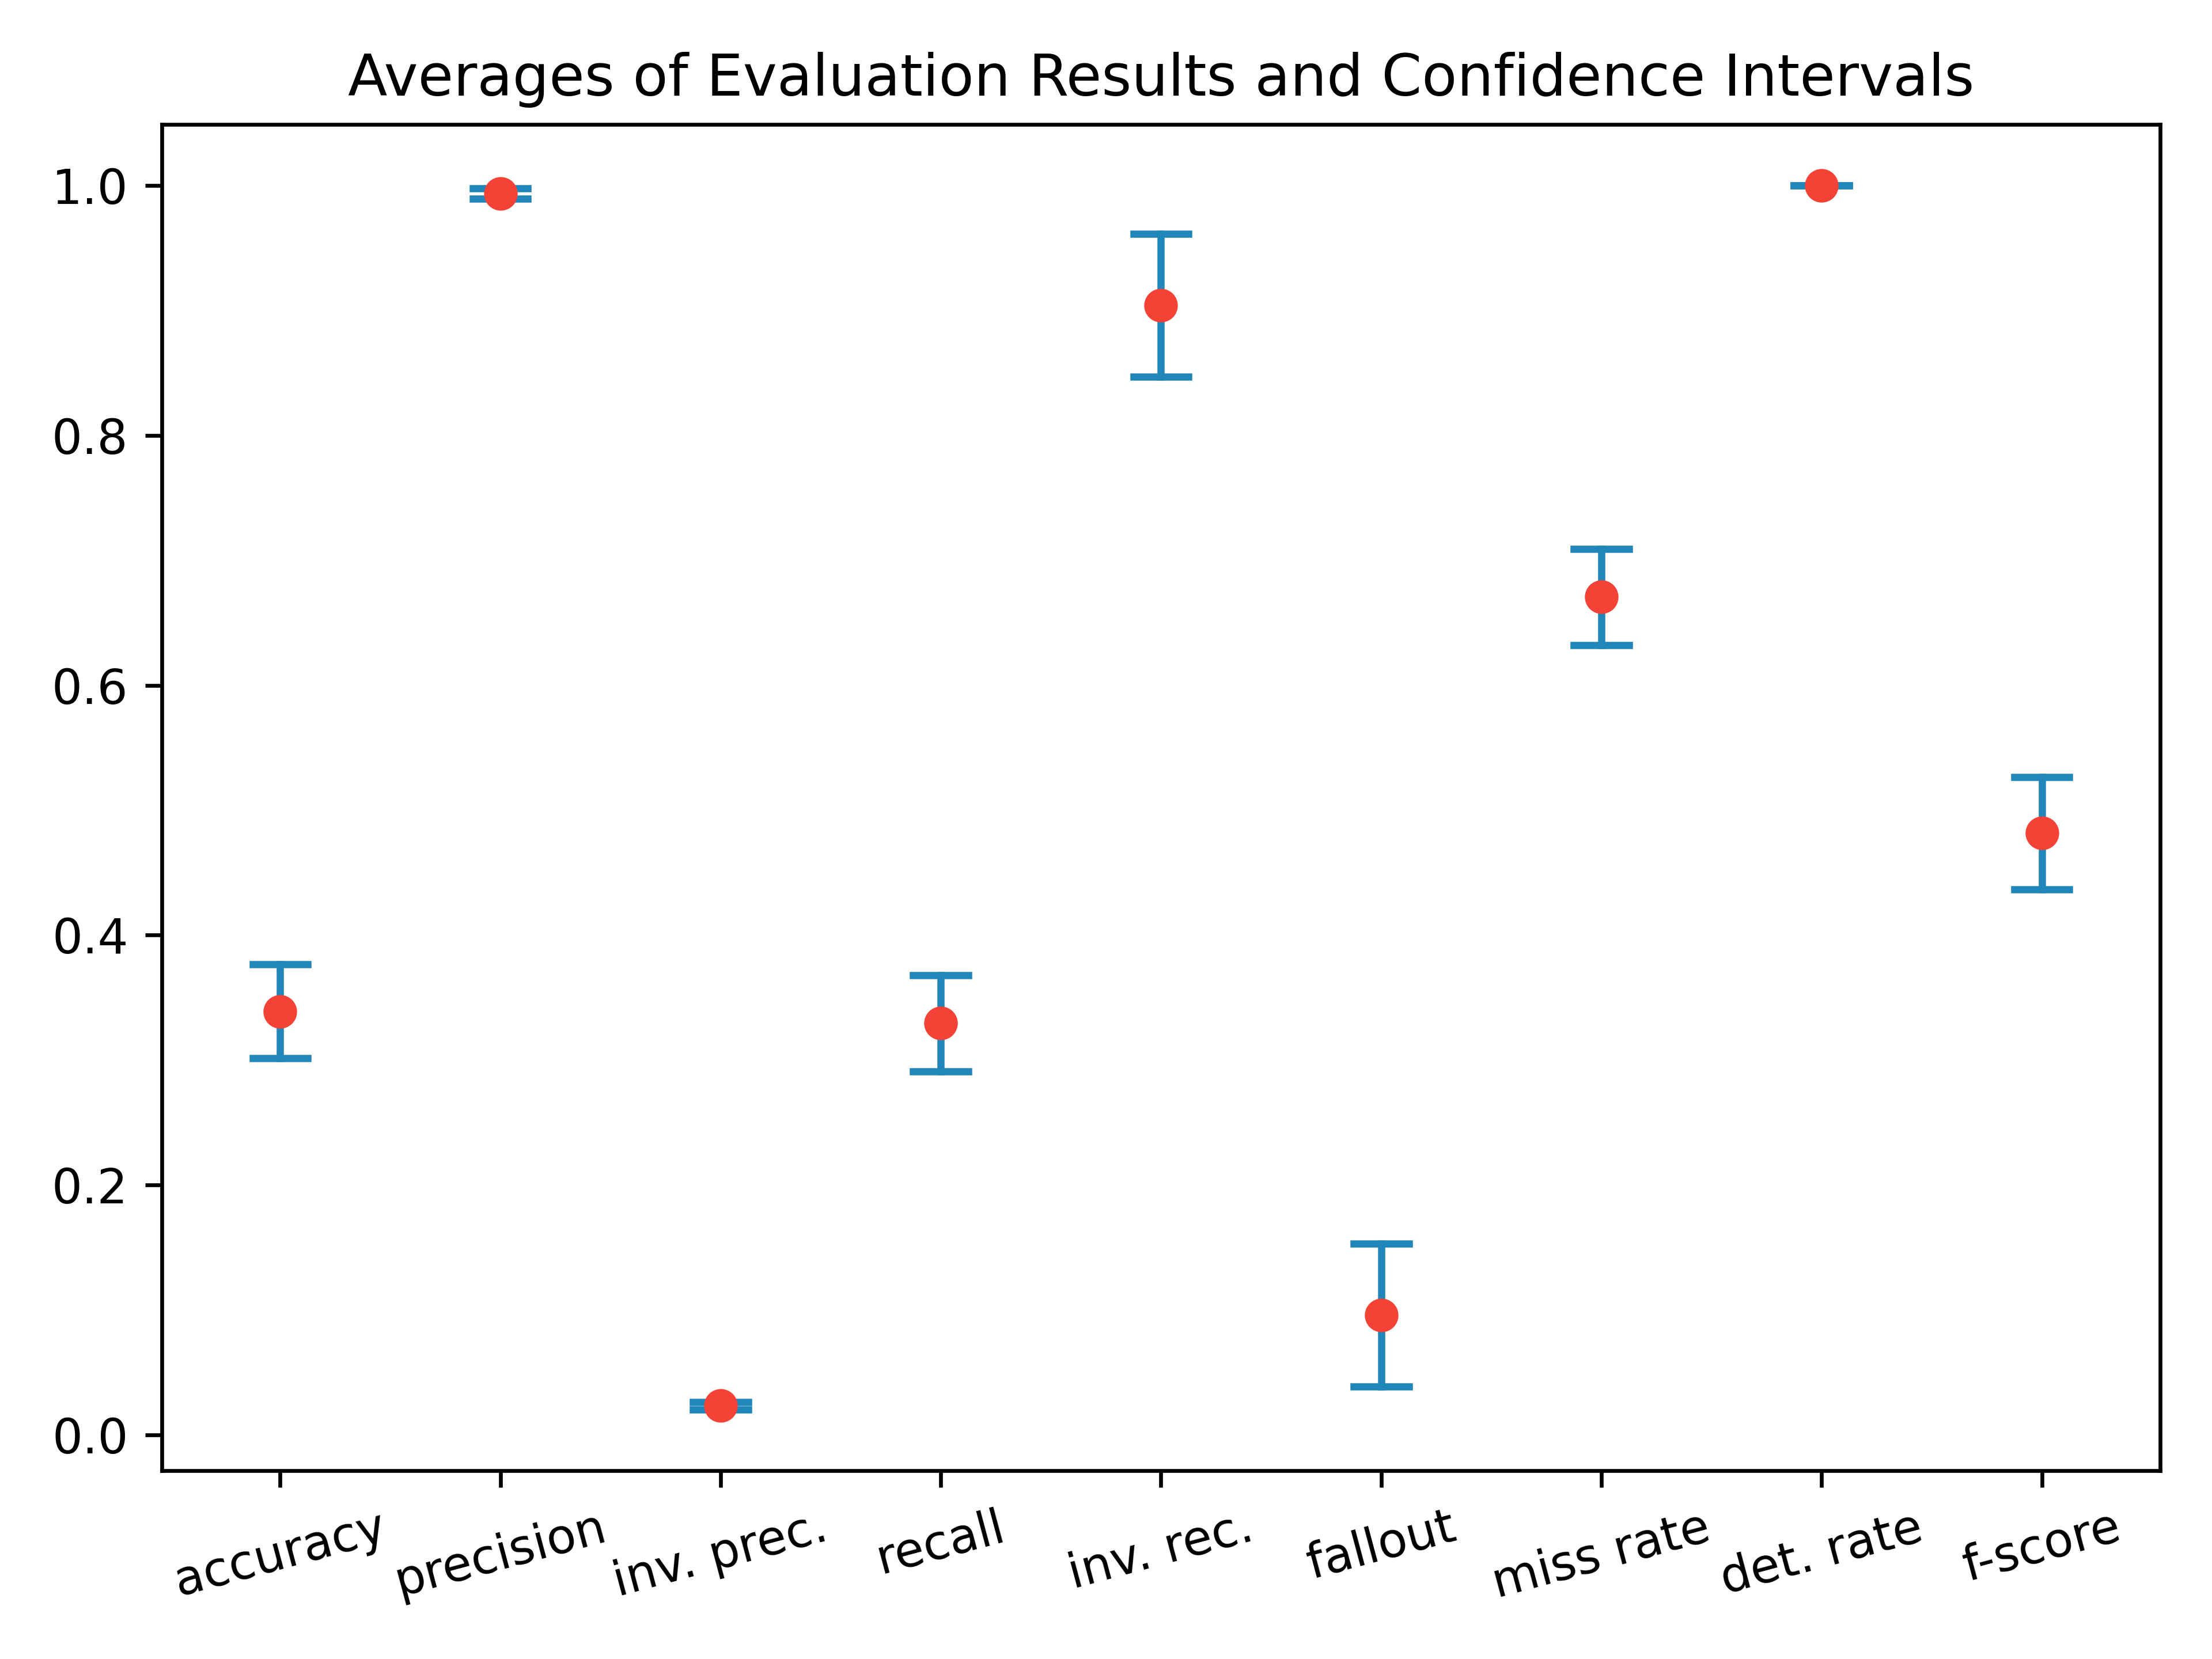 Averages of Evaluation Results and Confidence Intervals
1.0
0.8
0.6
0.4
0.2
0.0
accuracy
precision
inv. prec.
recall
inv. rec.
fallout
miss rate
det. rate
f-score